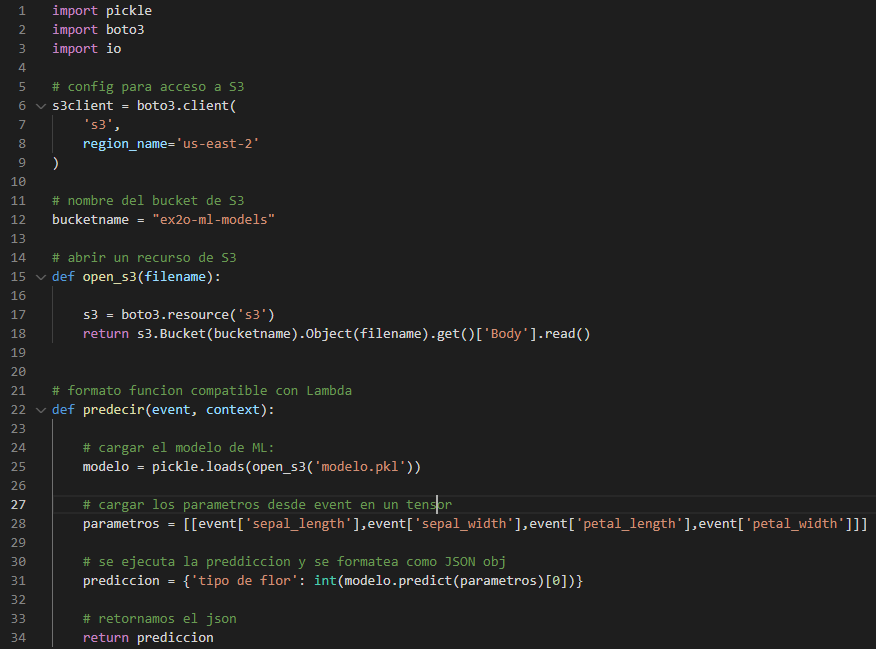 1 import pickle
2 import boto3
3 import io
4
5 # config para acceso a S3
6 s3client = boto3.client(
7     's3',
8     region_name='us-east-2'
9 )
10
11 # nombre del bucket de S3
12 bucketname = "ex2o-ml-models"
13
14 # abrir un recurso de S3
15 def open_s3(filename):
16
17     s3 = boto3.resource('s3')
18     return s3.Bucket(bucketname).Object(filename).get()['Body'].read()
19
20
21 # formato funcion compatible con Lambda
22 def predecir(event, context):
23
24     # cargar el modelo de ML:
25     modelo = pickle.loads(open_s3('modelo.pkl'))
26
27     # cargar los parametros desde event en un tensor
28     parametros = [[event['sepal_length'],event['sepal_width'],event['petal_length'],event['petal_width']]]
29
30     # se ejecuta la preddiccion y se formatea como JSON obj
31     prediccion = {'tipo de flor': int(modelo.predict(parametros)[0])}
32
33     # retornamos el json
34     return prediccion